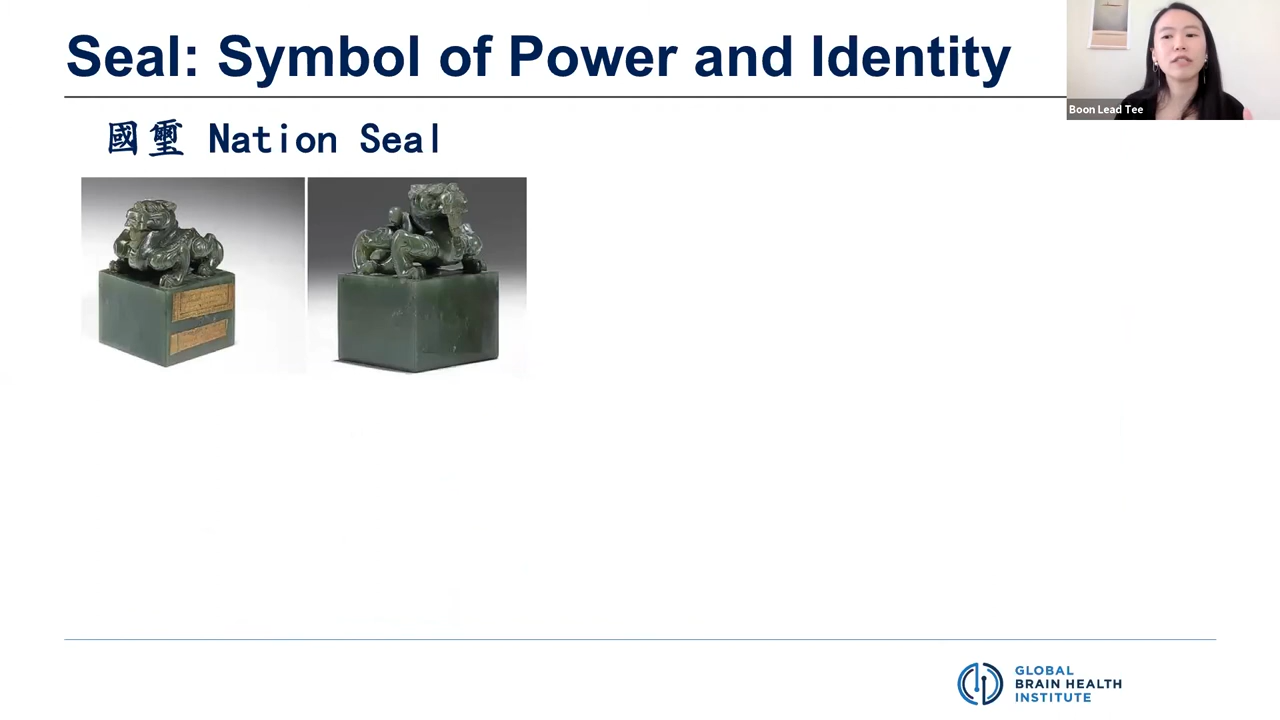 Seal: Symbol of Power and Identity
Boon Lead Tee
國璽 Nation Seal
GLOBAL
BRAIN HEALTH
INSTITUTE